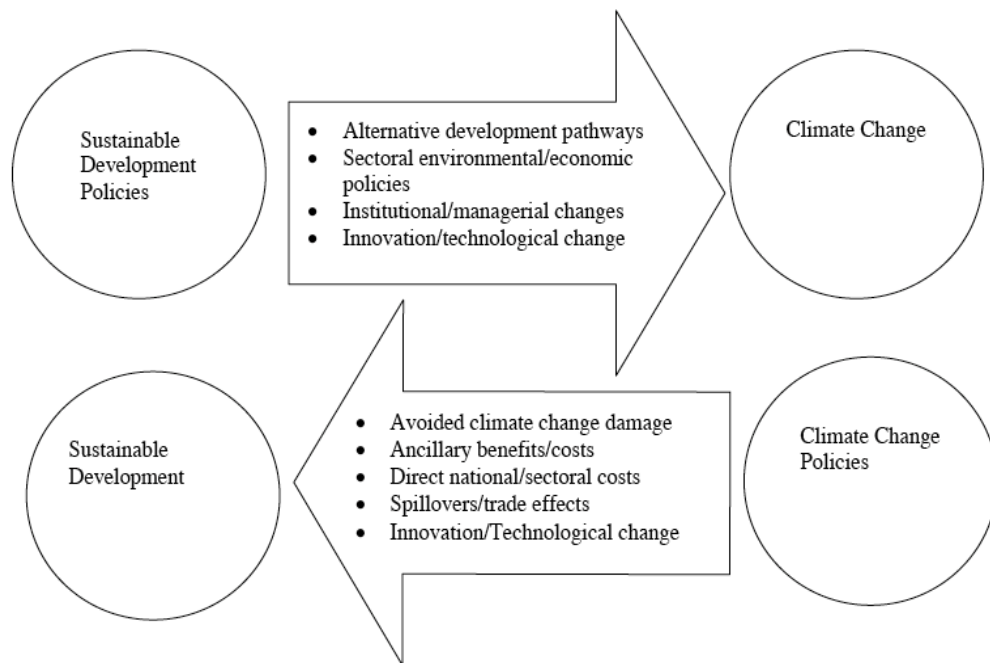 Sustainable
Development
Policies
• Alternative development pathways
• Sectoral environmental/economic
policies
• Institutional/managerial changes
• Innovation/technological change
Climate Change
Sustainable
Development
• Avoided climate change damage
• Ancillary benefits/costs
• Direct national/sectoral costs
• Spillovers/trade effects
• Innovation/Technological change
Climate Change
Policies